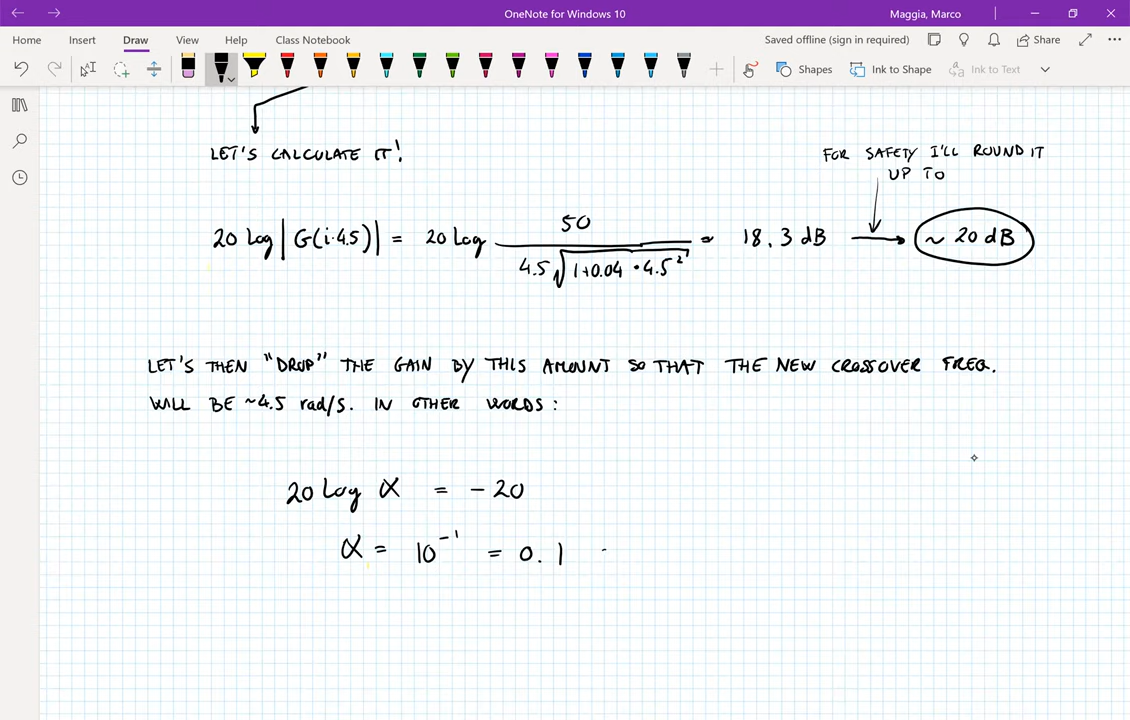 OneNote for Windows 10
Maggia, Marco
Home Insert Draw View Help Class Notebook
Saved offline (sign in required)
Share
Shapes
Ink to Shape
Ink to Text
LET'S CALCULATE IT!
FOR SAFETY I'LL ROUND IT
UP TO
20 Log |G(i·4.5)| = 20 Log 50 / 4.5√(1+0.04 · 4.5²) = 18.3 dB → ~ 20 dB
LET'S THEN "DROP" THE GAIN BY THIS AMOUNT SO THAT THE NEW CROSSOVER FREQ.
WILL BE ~4.5 rad/s. IN OTHER WORDS:
20 Log α = -20
α = 10⁻¹ = 0.1